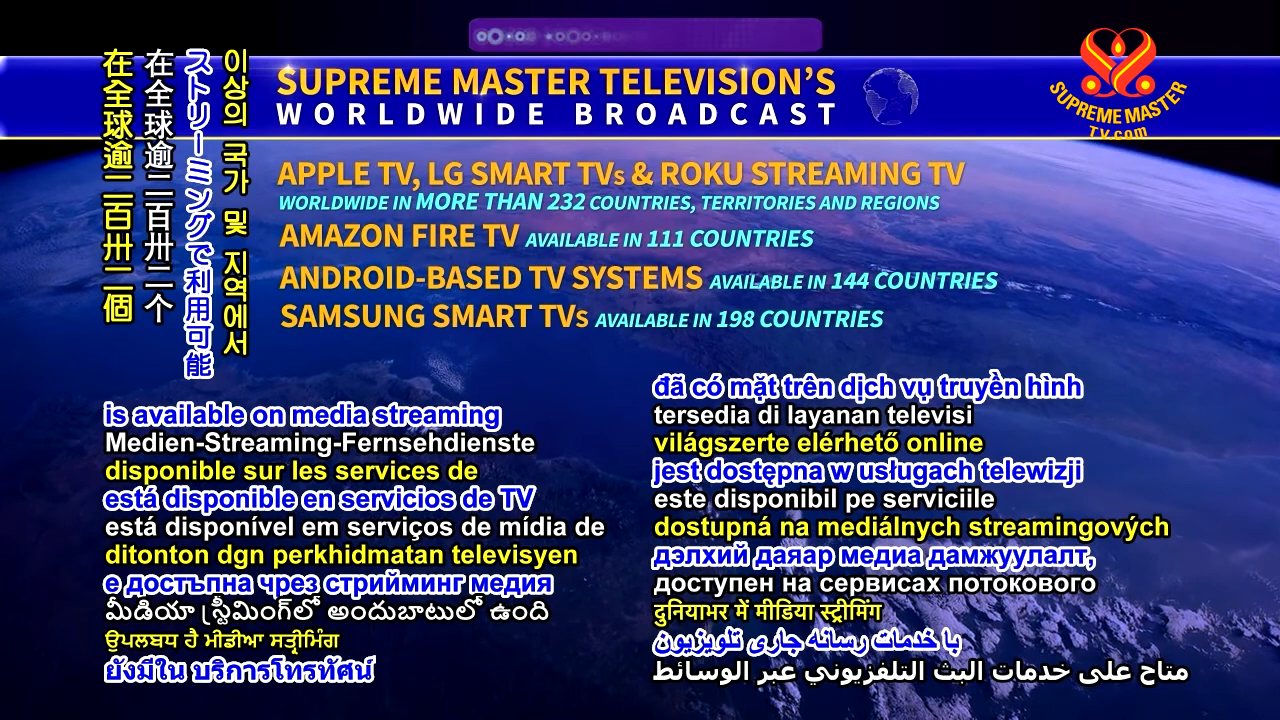 SUPREME MASTER TELEVISION’S
WORLDWIDE BROADCAST
SUPREME MASTER
TV.com
APPLE TV, LG SMART TVs & ROKU STREAMING TV
WORLDWIDE IN MORE THAN 232 COUNTRIES, TERRITORIES AND REGIONS
AMAZON FIRE TV AVAILABLE IN 111 COUNTRIES
ANDROID-BASED TV SYSTEMS AVAILABLE IN 144 COUNTRIES
SAMSUNG SMART TVs AVAILABLE IN 198 COUNTRIES
在全球逾二百卅二個
在全球逾二百卅二个
ストリーミングで利用可能
이상의 국가 및 지역에서
is available on media streaming
Medien-Streaming-Fernsehdienste
disponible sur les services de
está disponible en servicios de TV
está disponível em serviços de mídia de
ditonton dgn perkhidmatan televisyen
е достъпна чрез стрийминг медия
మీడియా స్ట్రీమింగ్‌లో అందుబాటులో ఉంది
ਉਪਲਬਧ ਹੈ ਮੀਡੀਆ ਸਤ੍ਰੀਮਿੰਗ
ยังมีใน บริการโทรทัศน์
đã có mặt trên dịch vụ truyền hình
tersedia di layanan televisi
világszerte elérhető online
jest dostępna w usługach telewizji
este disponibil pe serviciile
dostupná na mediálnych streamingových
дэлхий даяар медиа дамжуулалт,
доступен на сервисах потокового
दुनियाभर में मीडिया स्ट्रीमिंग
با خدمات رسانه جاری تلویزیون
متاح على خدمات البث التلفزيوني عبر الوسائط